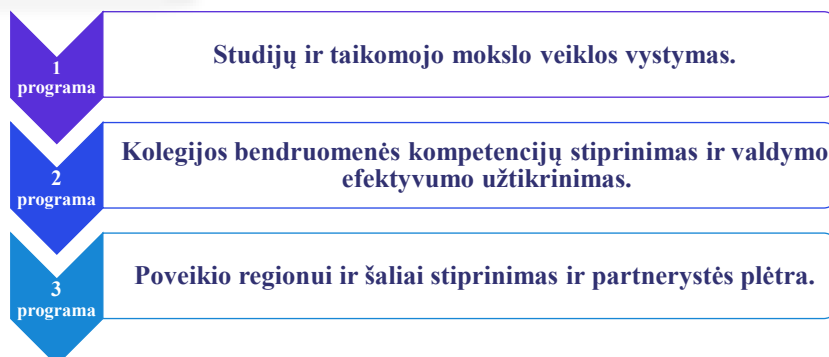 1
programa
Studijų ir taikomojo mokslo veiklos vystymas.
2
programa
Kolegijos bendruomenės kompetencijų stiprinimas ir valdymo
efektyvumo užtikrinimas.
3
programa
Poveikio regionui ir šaliai stiprinimas ir partnerystės plėtra.